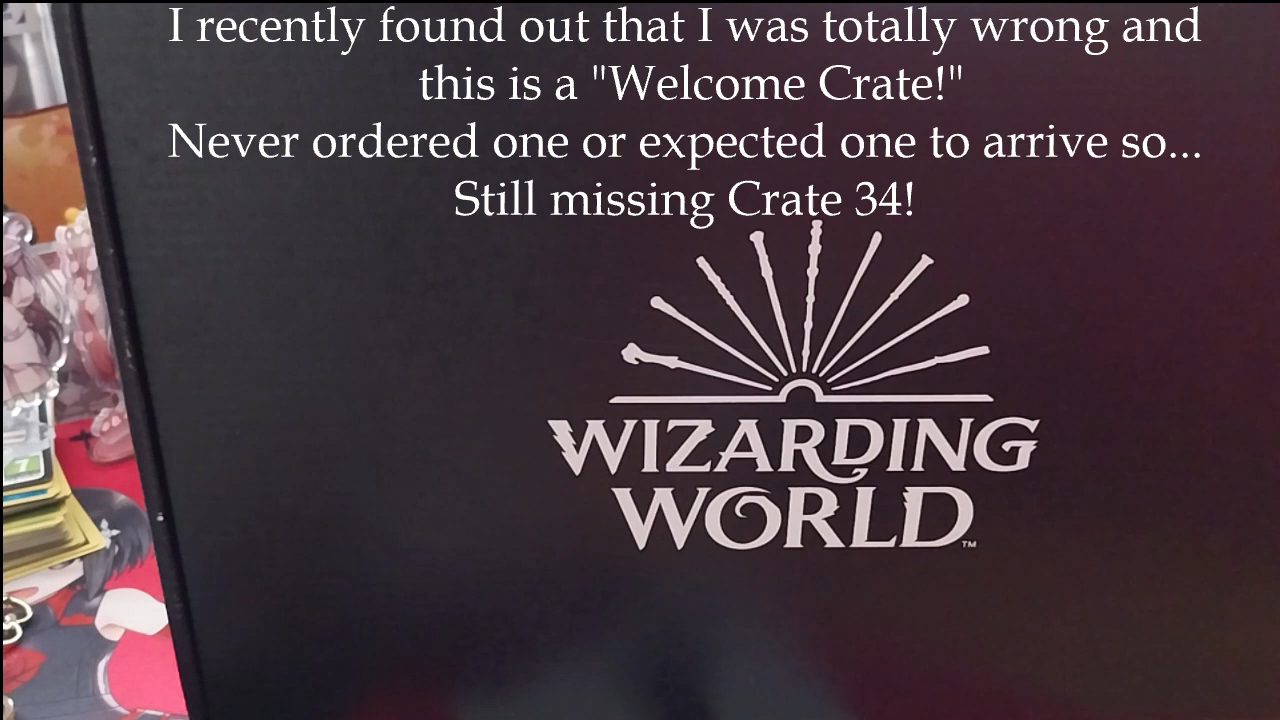 I recently found out that I was totally wrong and
this is a "Welcome Crate!"
Never ordered one or expected one to arrive so...
Still missing Crate 34!
WIZARDING
WORLD™